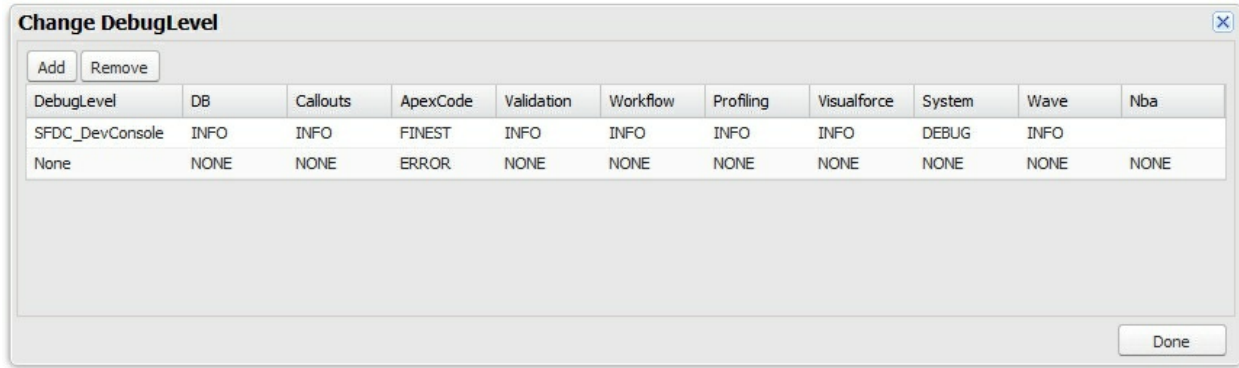 Change DebugLevel
Add Remove
DebugLevel DB Callouts ApexCode Validation Workflow Profiling Visualforce System Wave Nba
SFDC_DevConsole INFO INFO FINEST INFO INFO INFO INFO DEBUG INFO
None NONE NONE ERROR NONE NONE NONE NONE NONE NONE NONE
Done